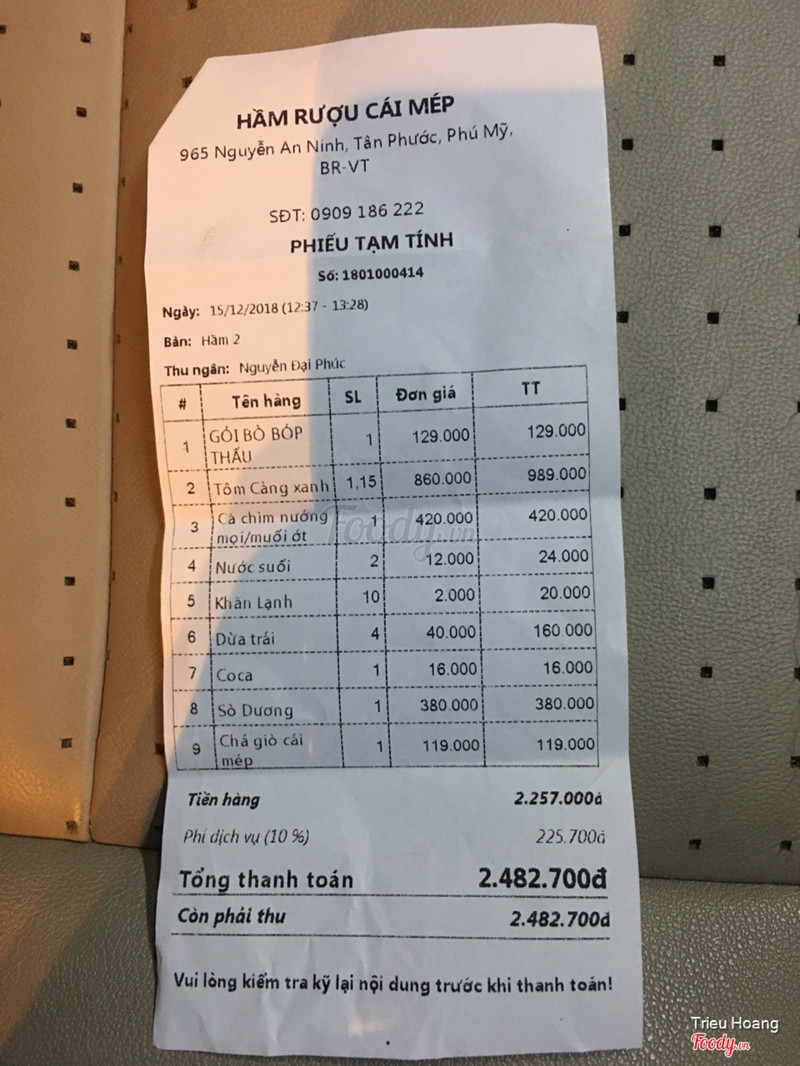 HẦM RƯỢU CÁI MÉP
965 Nguyễn An Ninh, Tân Phước, Phú Mỹ,
BR-VT
SĐT: 0909 186 222
PHIẾU TẠM TÍNH
Số: 1801000414
Ngày: 15/12/2018 (12:37 - 13:28)
Bàn: Hầm 2
Thu ngân: Nguyễn Đại Phúc
# Tên hàng SL Đơn giá TT
1 GỎI BÒ BÓP THẤU 1 129.000 129.000
2 Tôm Càng xanh 1,15 860.000 989.000
3 Cá chim nướng mọi/muối ớt 1 420.000 420.000
4 Nước suối 2 12.000 24.000
5 Khăn Lạnh 10 2.000 20.000
6 Dừa trái 4 40.000 160.000
7 Coca 1 16.000 16.000
8 Sò Dương 1 380.000 380.000
9 Chả giò cái mép 1 119.000 119.000
Tiền hàng 2.257.000đ
Phí dịch vụ (10 %) 225.700đ
Tổng thanh toán 2.482.700đ
Còn phải thu 2.482.700đ
Vui lòng kiểm tra kỹ lại nội dung trước khi thanh toán!
Foody.vn
Trieu Hoang
Foody.vn